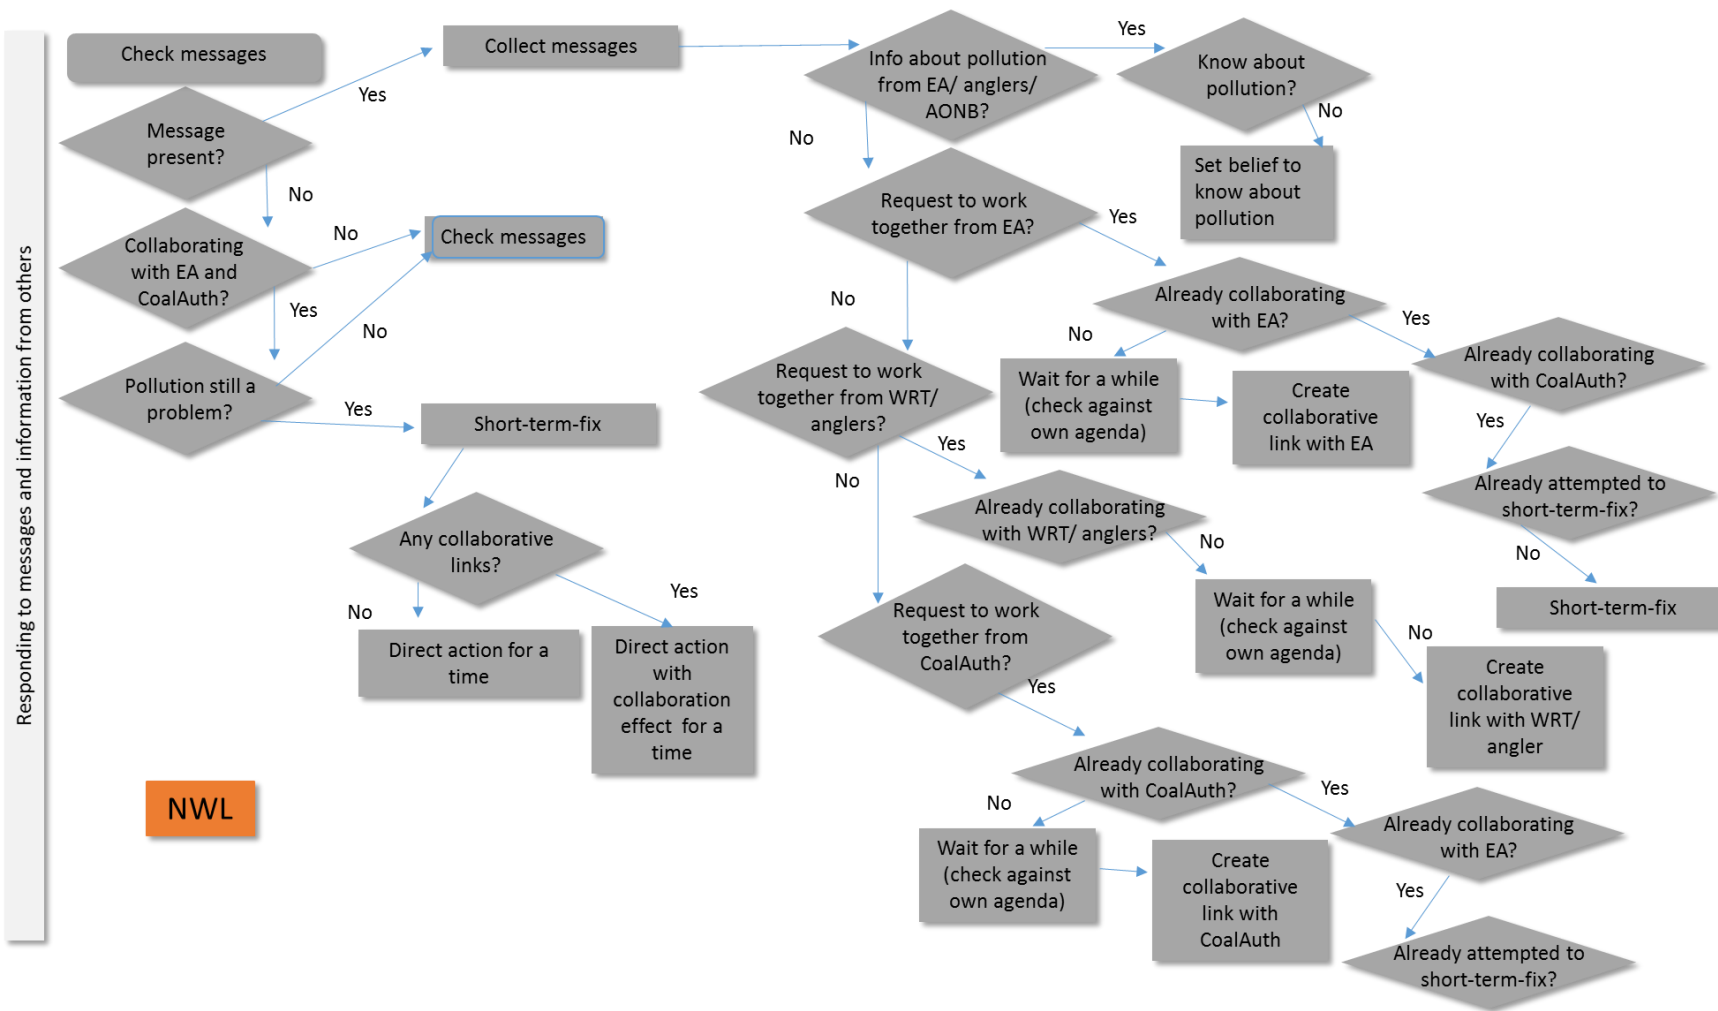 Responding to messages and information from others
Check messages
Yes
Message
present?
No
Collaborating
with EA and
CoalAuth?
No
Check messages
Yes
No
Pollution still a
problem?
Yes
Short-term-fix
Any collaborative
links?
No
Yes
Direct action for a
time
Direct action
with
collaboration
effect for a
time
NWL
Collect messages
Info about pollution
from EA/ anglers/
AONB?
Yes
Know about
pollution?
No
Set belief to
know about
pollution
No
Request to work
together from EA?
Yes
Already collaborating
with EA?
No
Wait for a while
(check against
own agenda)
Create
collaborative
link with EA
Yes
Already collaborating
with CoalAuth?
Yes
Already attempted to
short-term-fix?
No
Short-term-fix
No
Request to work
together from WRT/
anglers?
Yes
Already collaborating
with WRT/ anglers?
No
Wait for a while
(check against
own agenda)
No
Create
collaborative
link with WRT/
angler
No
Request to work
together from
CoalAuth?
Yes
Already collaborating
with CoalAuth?
No
Wait for a while
(check against
own agenda)
Create
collaborative
link with
CoalAuth
Yes
Already collaborating
with EA?
Yes
Already attempted to
short-term-fix?